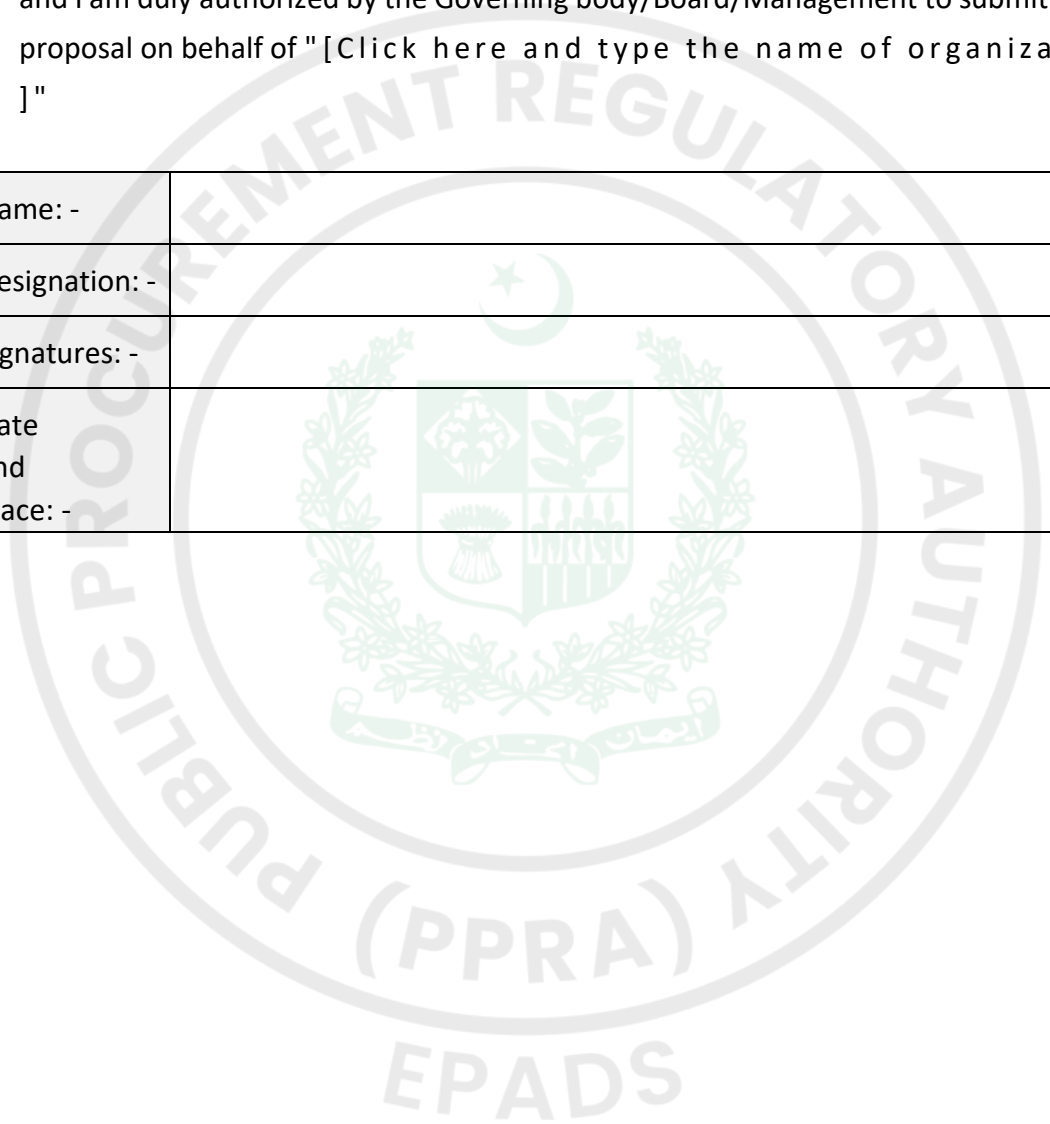 and I am duly authorized by the Governing body/Board/Management to submit
proposal on behalf of "[Click here and type the name of organiza
]"
ame: -
esignation: -
gnatures: -
ate
nd
ace: -
PUBLIC PROCUREMENT REGULATORY AUTHORITY
(PPRA)
EPADS